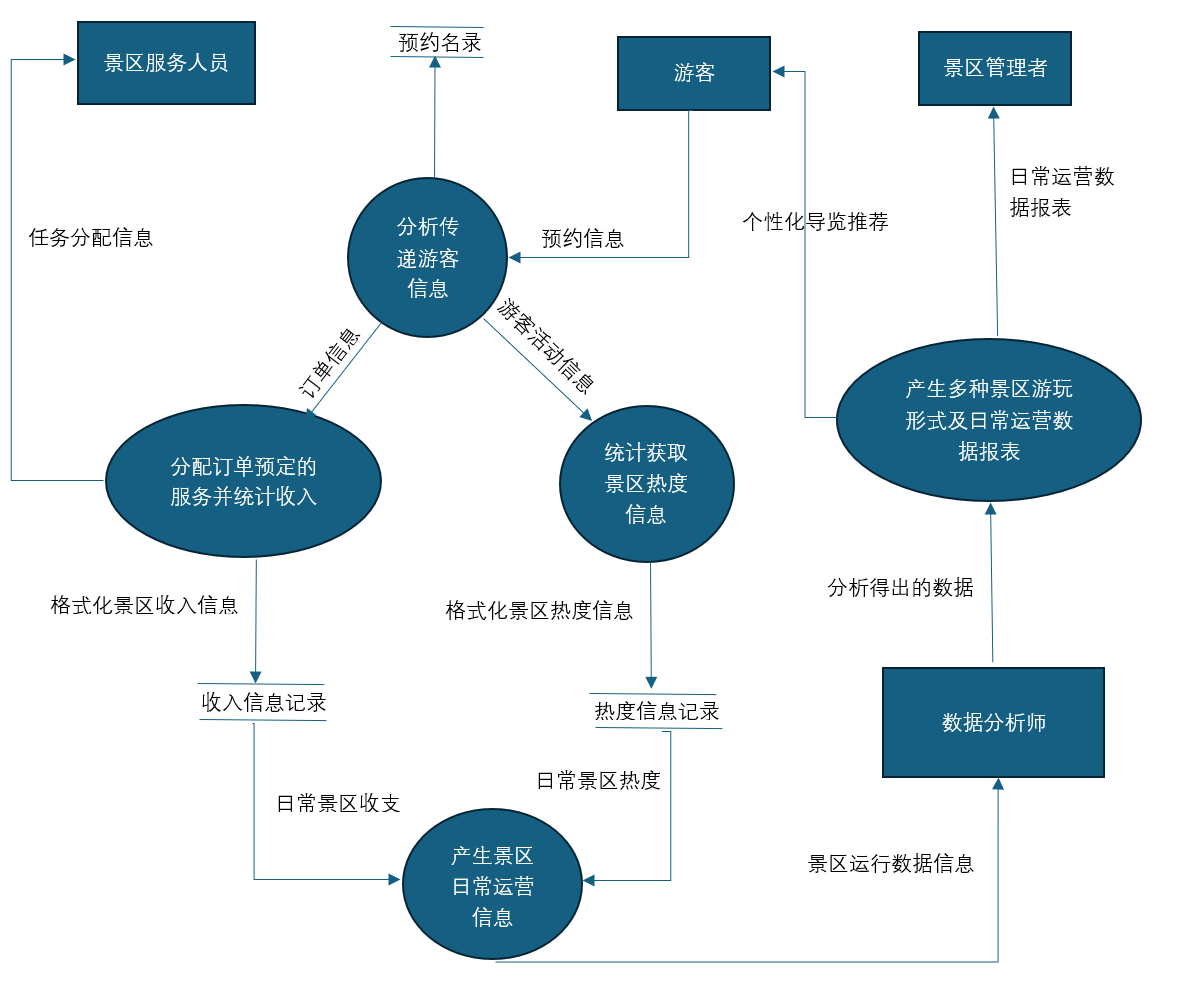 景区服务人员
预约名录
游客
景区管理者
日常运营数
据报表
任务分配信息
分析传
递游客
信息
预约信息
个性化导览推荐
订单信息
游客活动信息
产生多种景区游玩
形式及日常运营数
据报表
分配订单预定的
服务并统计收入
统计获取
景区热度
信息
格式化景区收入信息
格式化景区热度信息
分析得出的数据
收入信息记录
热度信息记录
数据分析师
日常景区收支
日常景区热度
产生景区
日常运营
信息
景区运行数据信息